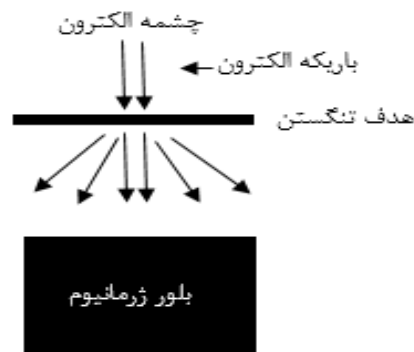 چشمه الکترون
باریکه الکترون
هدف تنگستن
بلور ژرمانیوم